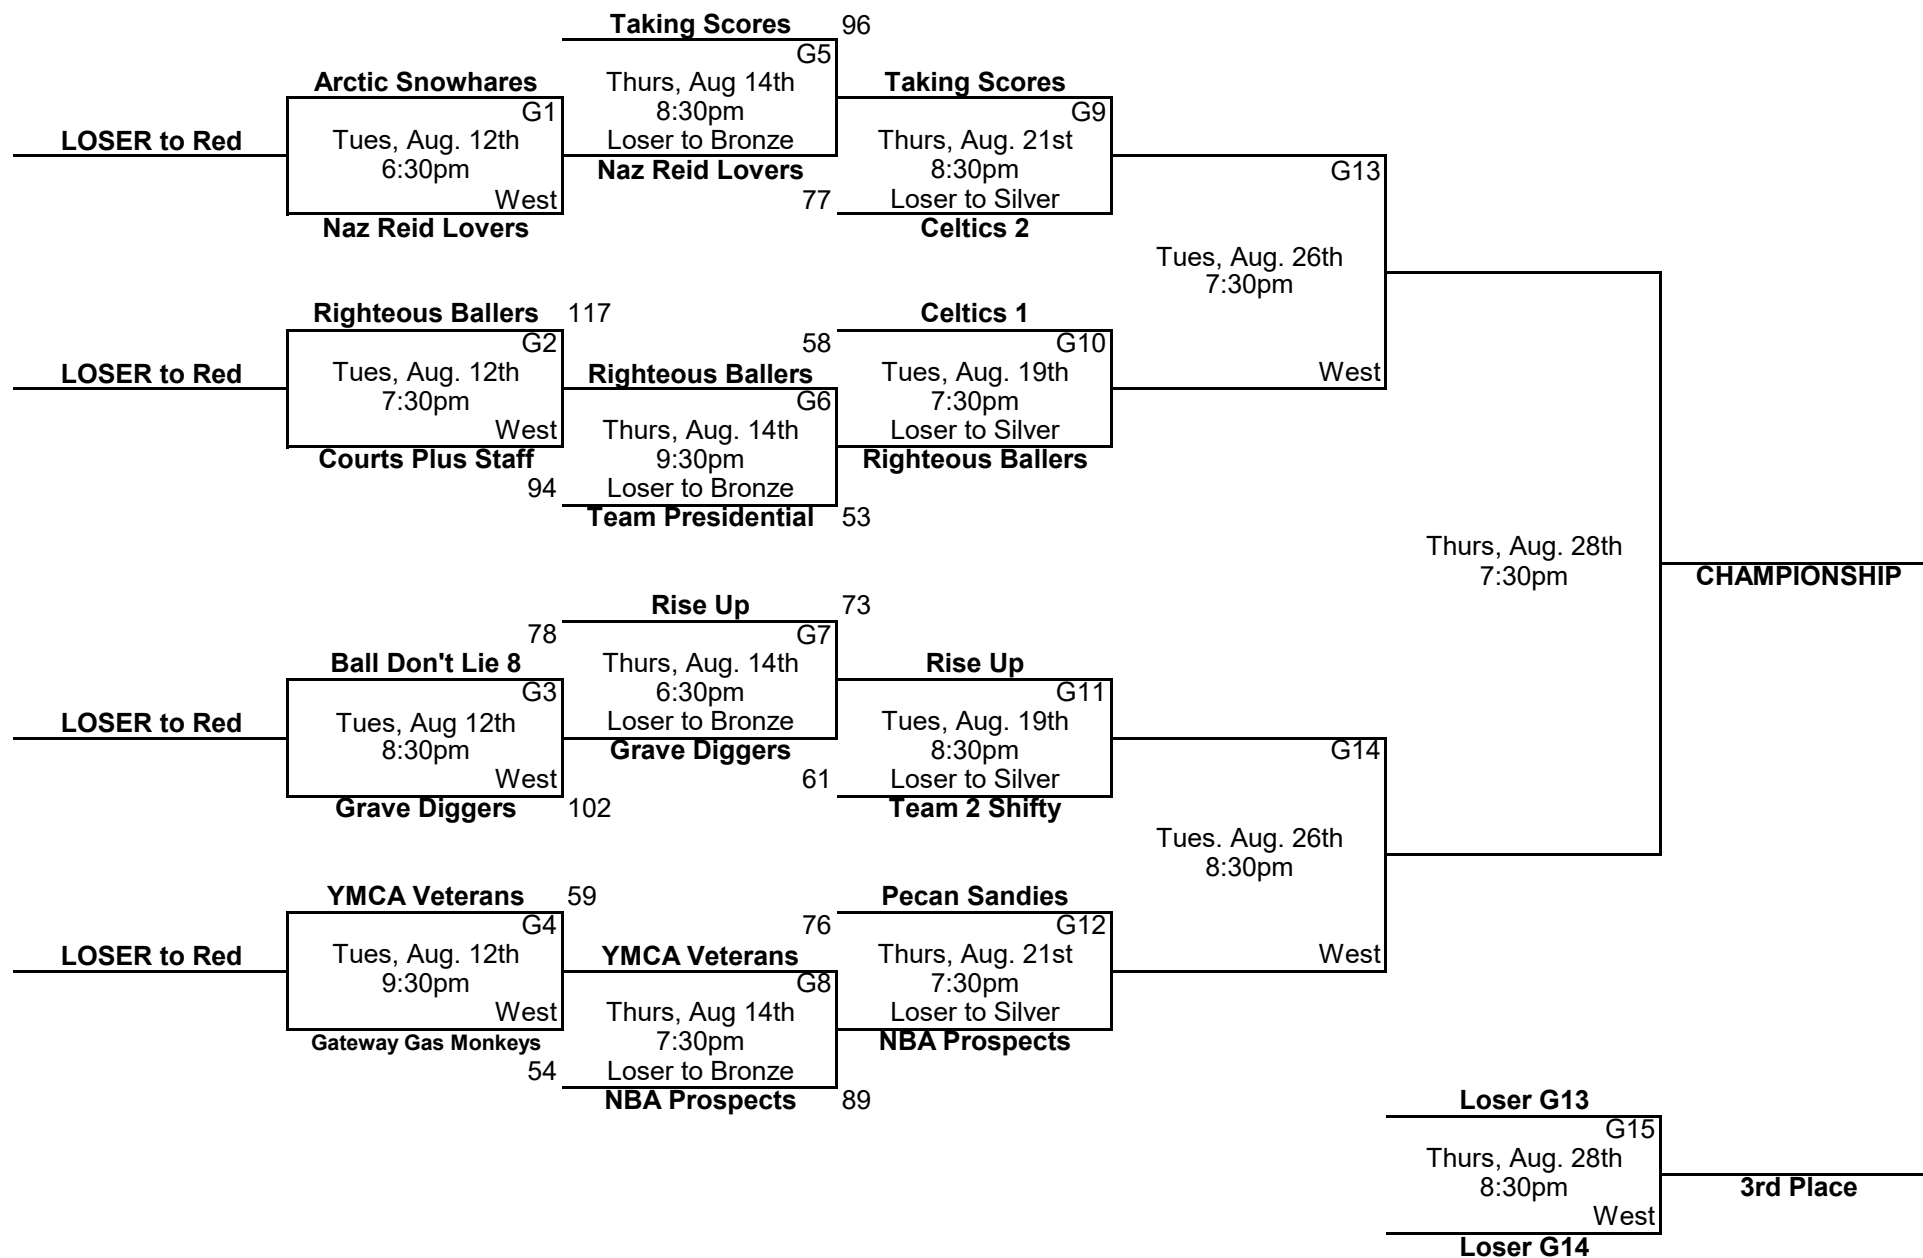 Taking Scores 96
G5
Thurs, Aug 14th
8:30pm
Loser to Bronze
Naz Reid Lovers
77
Arctic Snowhares
G1
LOSER to Red
Tues, Aug. 12th
6:30pm
West
Naz Reid Lovers
Taking Scores
G9
Thurs, Aug. 21st
8:30pm
Loser to Silver
Celtics 2
G13
Tues, Aug. 26th
7:30pm
West
Righteous Ballers 117
G2
LOSER to Red
Tues, Aug. 12th
7:30pm
West
Courts Plus Staff
94
58
Righteous Ballers
G6
Thurs, Aug. 14th
9:30pm
Loser to Bronze
Team Presidential 53
Celtics 1
G10
Tues, Aug. 19th
7:30pm
Loser to Silver
Righteous Ballers
Thurs, Aug. 28th
7:30pm
CHAMPIONSHIP
Rise Up 73
78
G7
Thurs, Aug. 14th
6:30pm
Loser to Bronze
Grave Diggers
61
Ball Don't Lie 8
G3
LOSER to Red
Tues, Aug 12th
8:30pm
West
Grave Diggers 102
Rise Up
G11
Tues, Aug. 19th
8:30pm
Loser to Silver
Team 2 Shifty
G14
Tues. Aug. 26th
8:30pm
West
YMCA Veterans 59
G4
LOSER to Red
Tues, Aug. 12th
9:30pm
West
Gateway Gas Monkeys
54
76
YMCA Veterans
G8
Thurs, Aug 14th
7:30pm
Loser to Bronze
NBA Prospects 89
Pecan Sandies
G12
Thurs, Aug. 21st
7:30pm
Loser to Silver
NBA Prospects
Loser G13
G15
Thurs, Aug. 28th
8:30pm
West
Loser G14
3rd Place